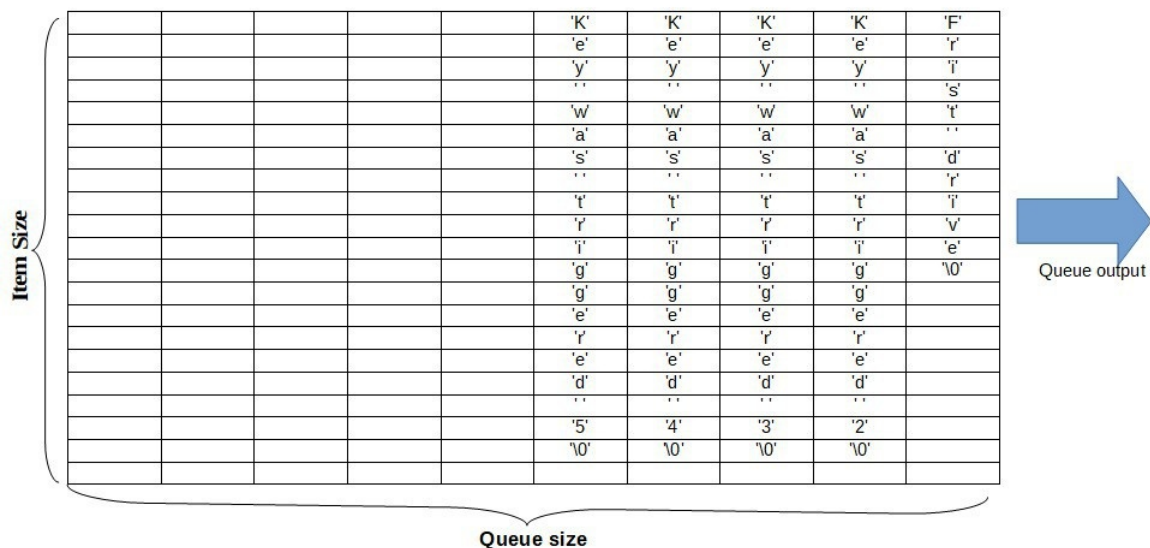 'K' 'K' 'K' 'K' 'F'
'e' 'e' 'e' 'e' 'r'
'y' 'y' 'y' 'y' 'i'
' ' ' ' ' ' ' ' 's'
'w' 'w' 'w' 'w' 't'
'a' 'a' 'a' 'a' ' '
's' 's' 's' 's' 'd'
' ' ' ' ' ' ' ' 'r'
't' 't' 't' 't' 'i'
'r' 'r' 'r' 'r' 'v'
'i' 'i' 'i' 'i' 'e'
'g' 'g' 'g' 'g' '\0'
'g' 'g' 'g' 'g'
'e' 'e' 'e' 'e'
'r' 'r' 'r' 'r'
'e' 'e' 'e' 'e'
'd' 'd' 'd' 'd'
' ' ' ' ' ' ' '
'5' '4' '3' '2'
'\0' '\0' '\0' '\0'
Item Size
Queue output
Queue size